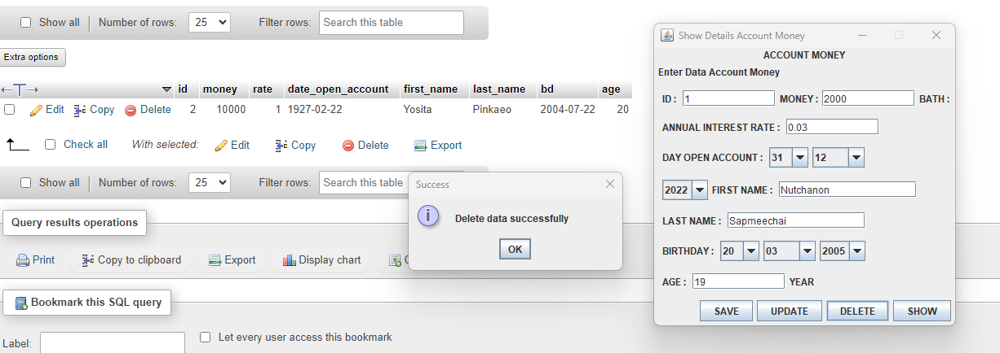 Show all Number of rows: 25 Filter rows: Search this table
Extra options
id money rate date_open_account first_name last_name bd age
Edit Copy Delete 2 10000 1 1927-02-22 Yosita Pinkaeo 2004-07-22 20
Check all With selected: Edit Copy Delete Export
Show all Number of rows: 25 Filter rows: Search this table
Query results operations
Print Copy to clipboard Export Display chart
Bookmark this SQL query
Label: Let every user access this bookmark
Success
Delete data successfully
OK
Show Details Account Money
ACCOUNT MONEY
Enter Data Account Money
ID : 1 MONEY : 2000 BATH :
ANNUAL INTEREST RATE : 0.03
DAY OPEN ACCOUNT : 31 12
2022 FIRST NAME : Nutchanon
LAST NAME : Sapmeechai
BIRTHDAY : 20 03 2005
AGE : 19 YEAR
SAVE UPDATE DELETE SHOW